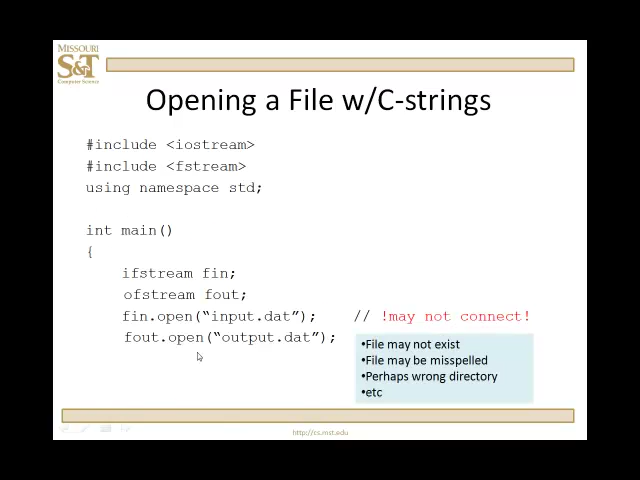 MISSOURI
S&T
Computer Science
Opening a File w/C-strings
#include <iostream>
#include <fstream>
using namespace std;
int main()
{
ifstream fin;
ofstream fout;
fin.open(“input.dat”); // !may not connect!
fout.open(“output.dat”);
•File may not exist
•File may be misspelled
•Perhaps wrong directory
•etc
http://cs.mst.edu